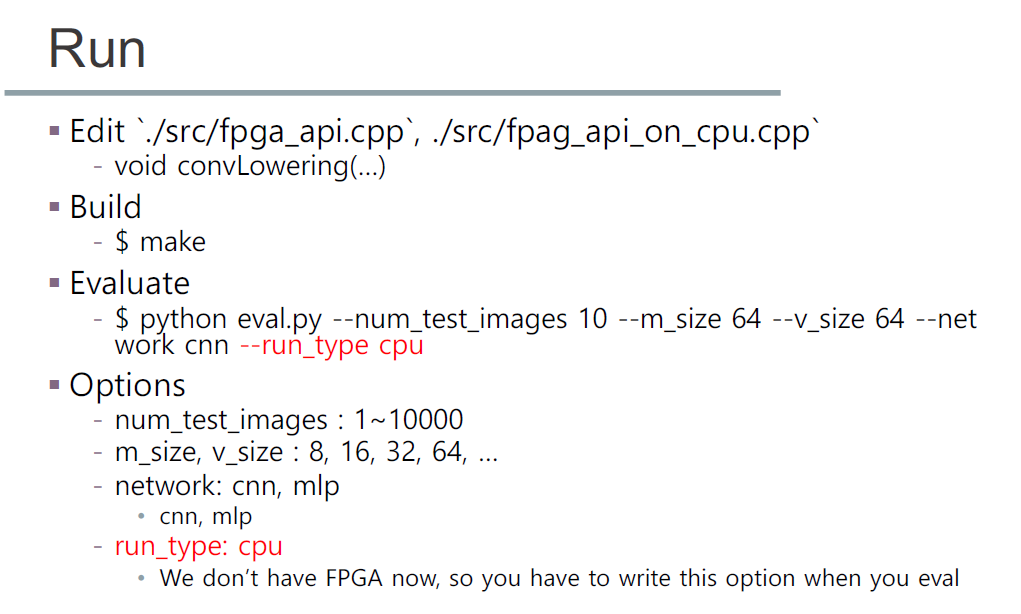 Run
▪ Edit `./src/fpga_api.cpp`, ./src/fpag_api_on_cpu.cpp`
- void convLowering(…)
▪ Build
- $ make
▪ Evaluate
- $ python eval.py --num_test_images 10 --m_size 64 --v_size 64 --net
work cnn --run_type cpu
▪ Options
- num_test_images : 1~10000
- m_size, v_size : 8, 16, 32, 64, …
- network: cnn, mlp
• cnn, mlp
- run_type: cpu
• We don’t have FPGA now, so you have to write this option when you eval